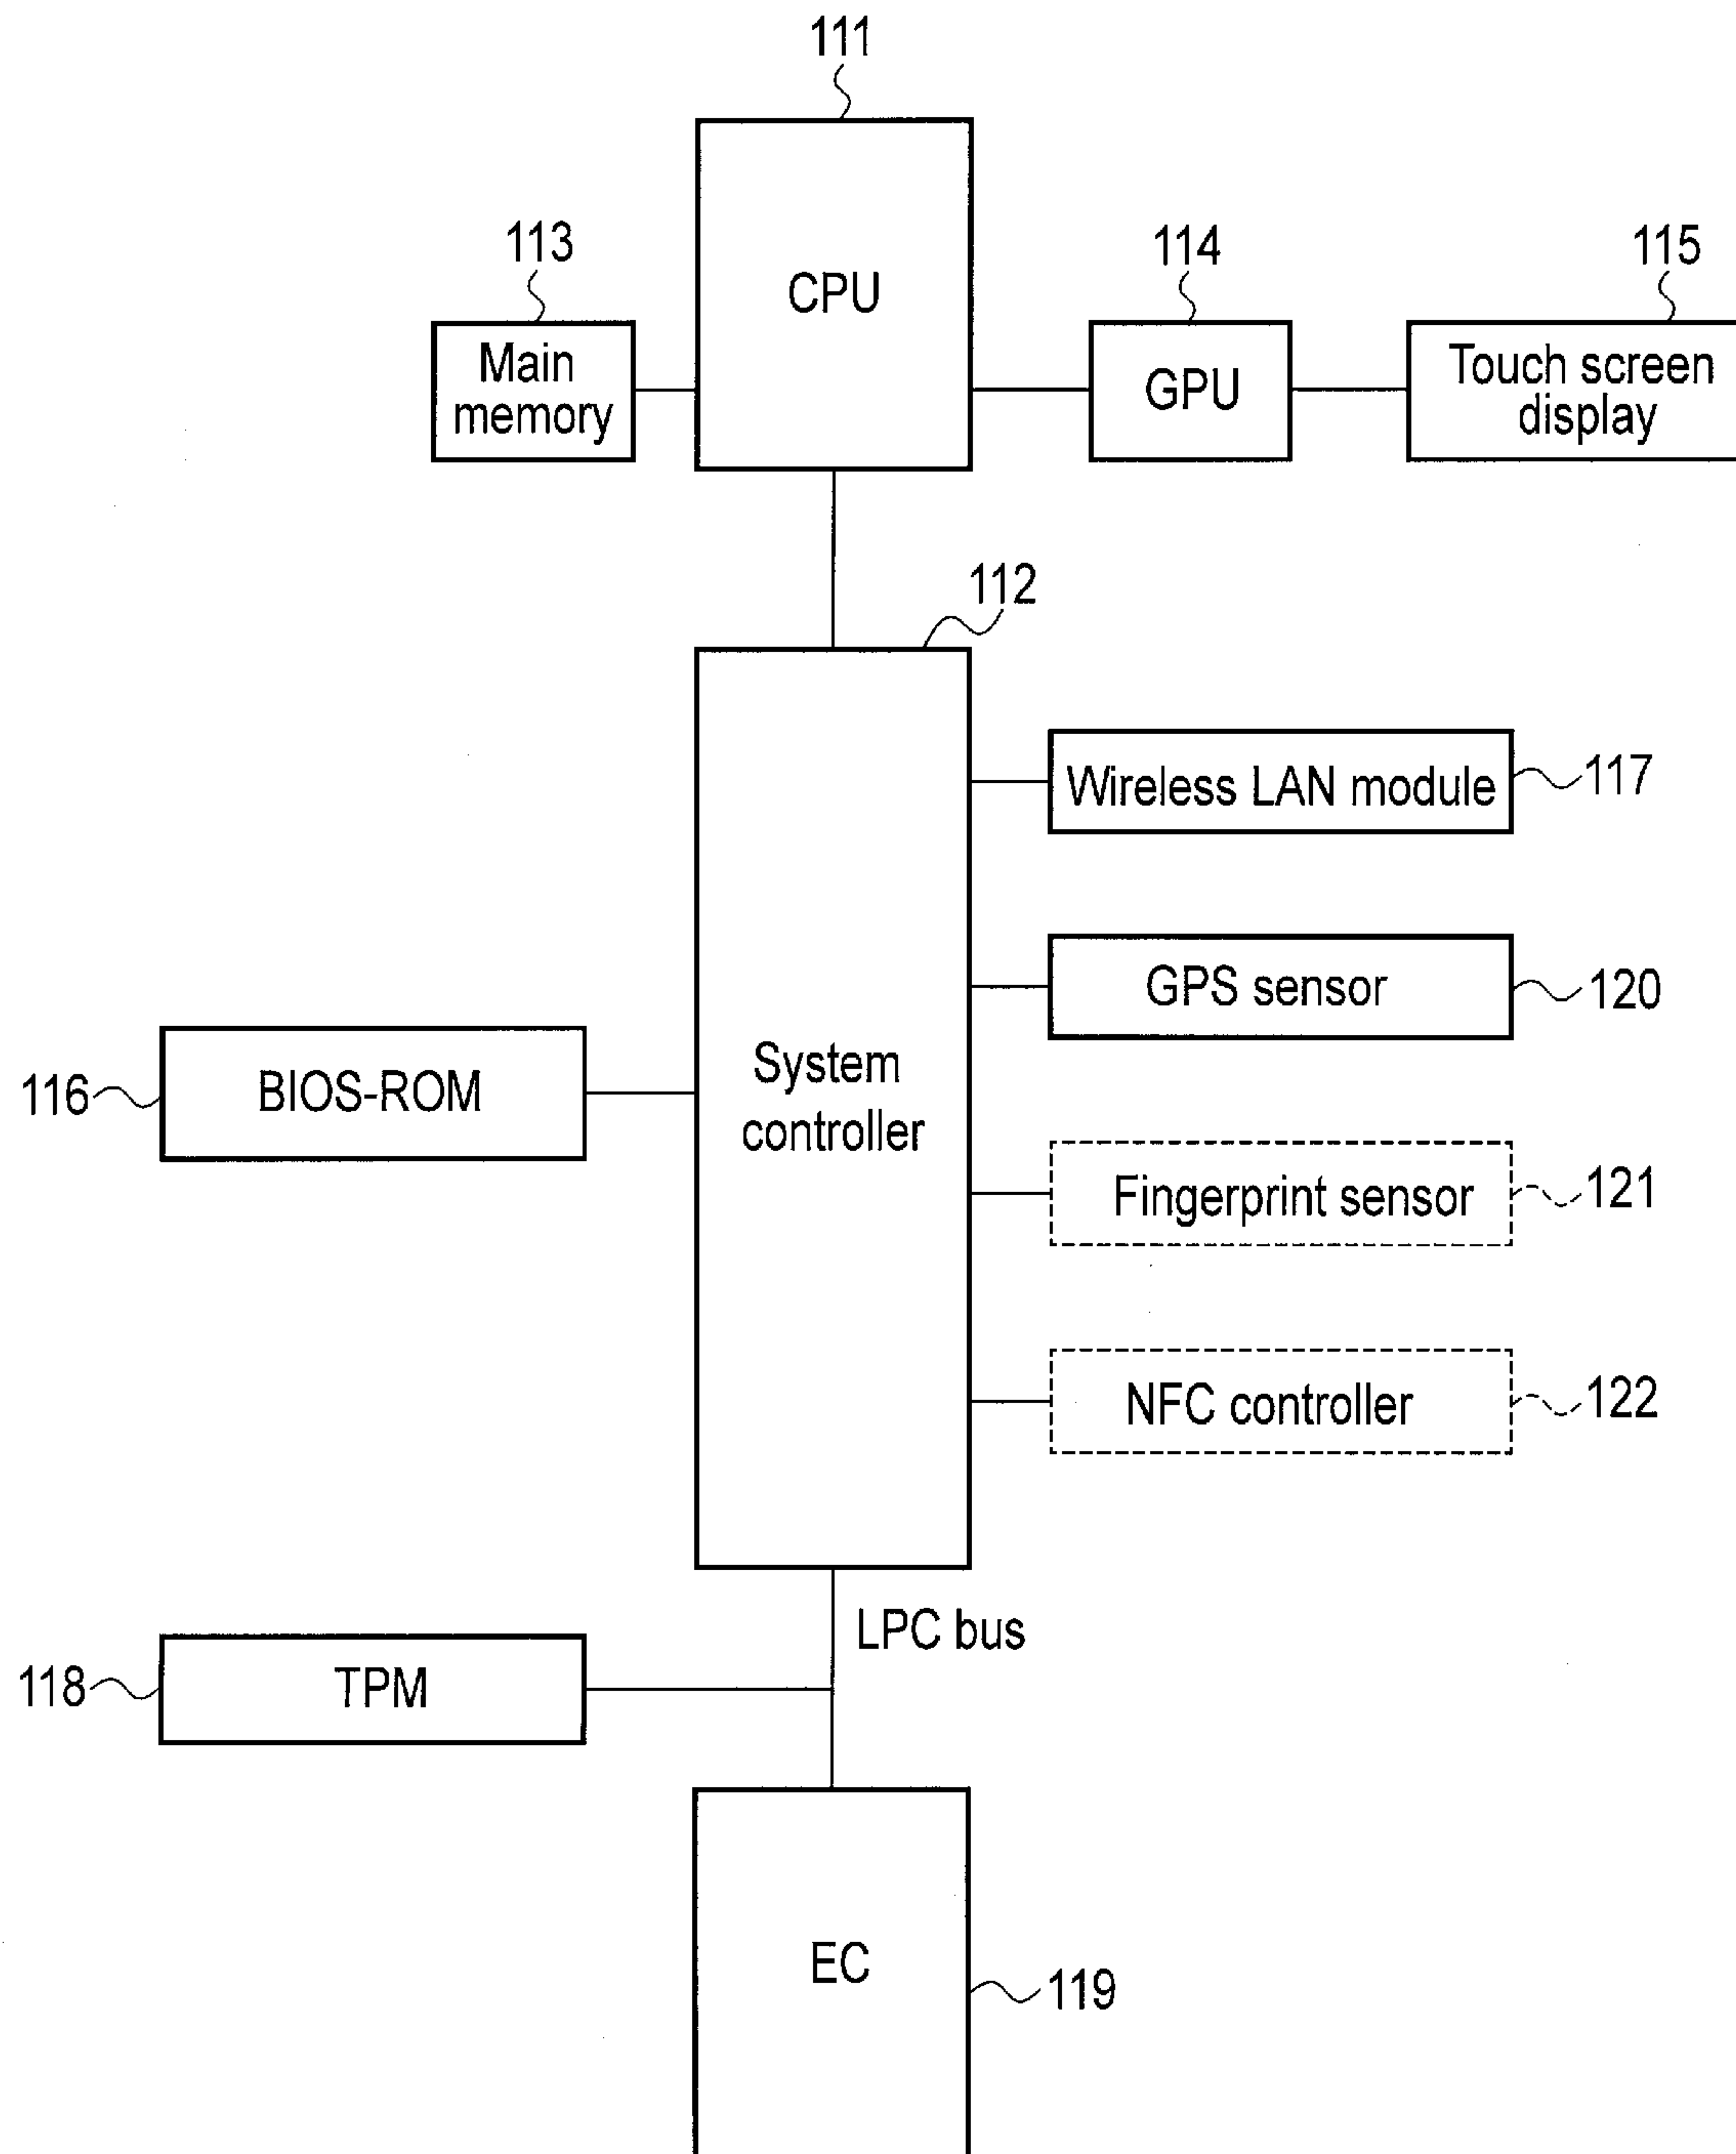 111
113
CPU
114
115
Main
memory
GPU
Touch screen
display
112
Wireless LAN module
117
GPS sensor
120
System
controller
116
BIOS-ROM
Fingerprint sensor
121
NFC controller
122
LPC bus
118
TPM
EC
119